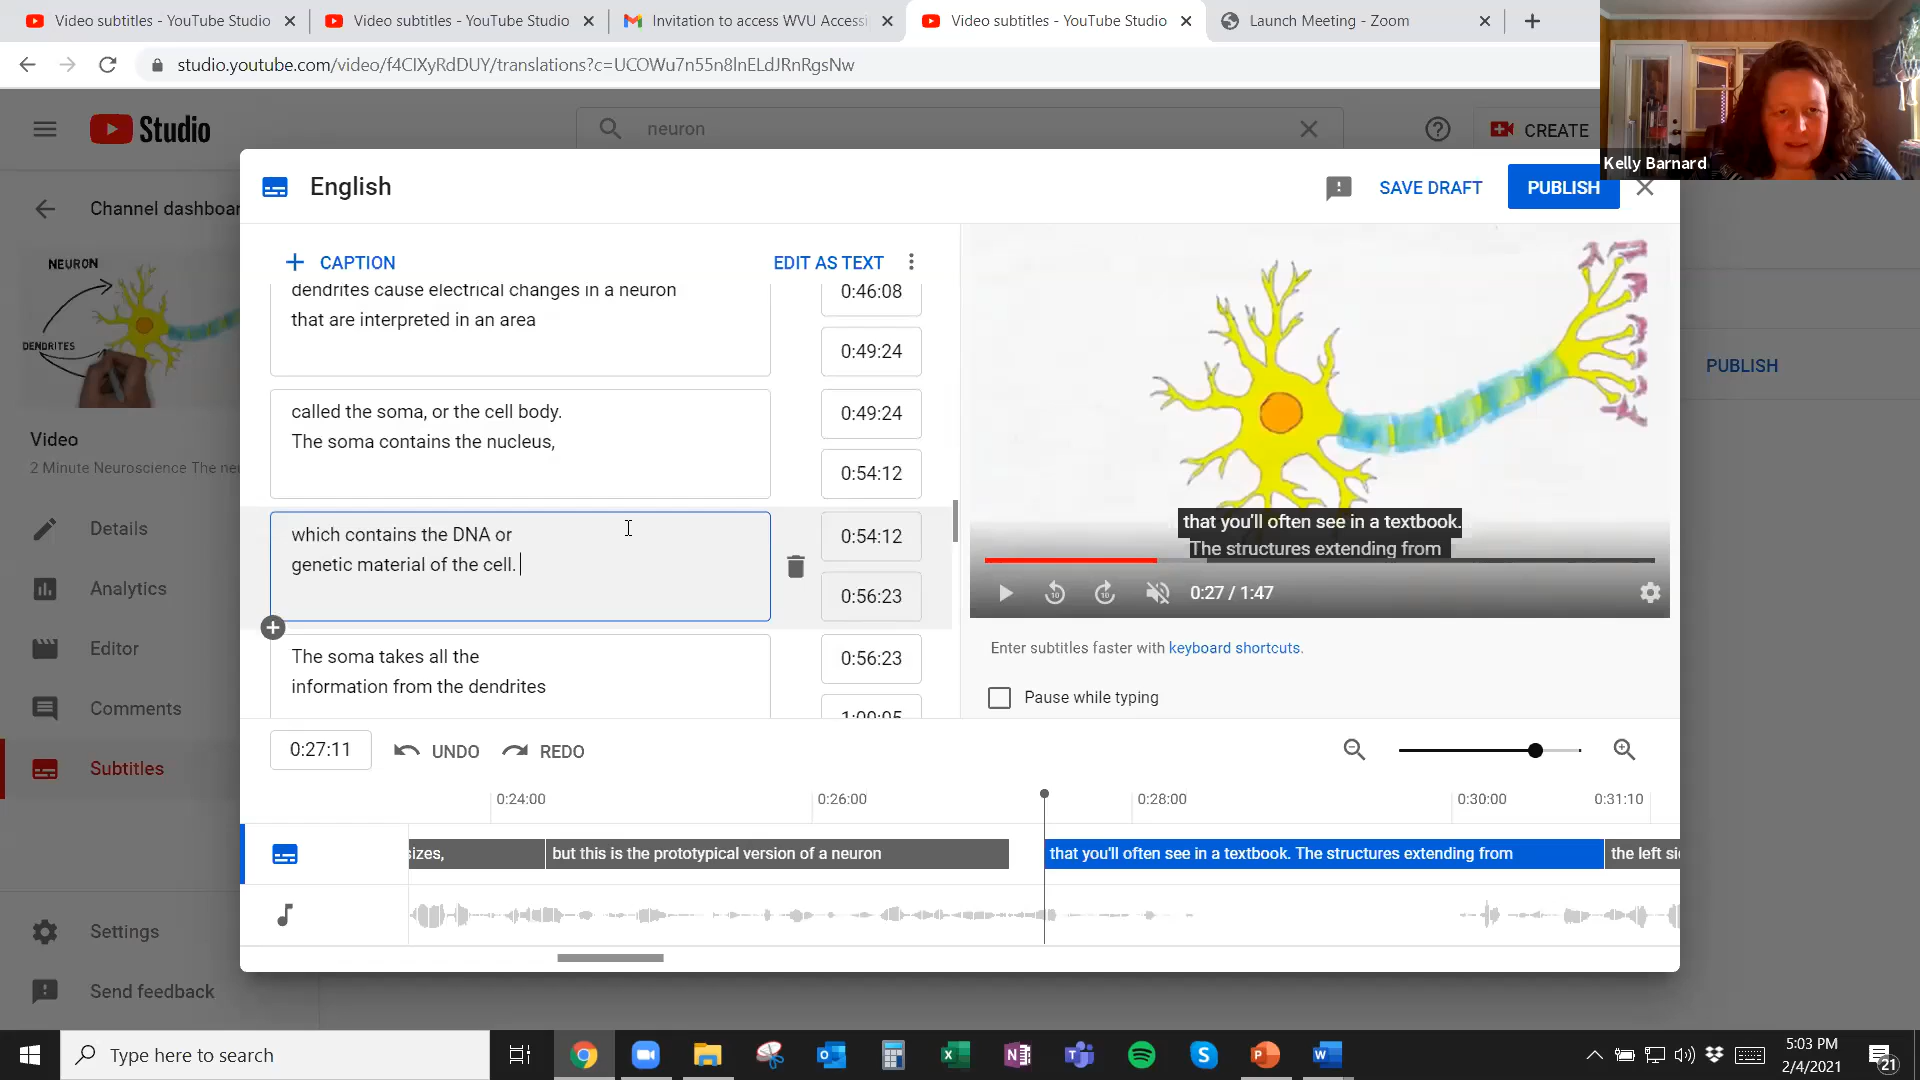 Video subtitles - YouTube Studio
Video subtitles - YouTube Studio
Invitation to access WVU Accessi
Video subtitles - YouTube Studio
Launch Meeting - Zoom
studio.youtube.com/video/f4ClXyRdDUY/translations?c=UCOWu7n55n8lnELdJRnRgsNw
Studio
neuron
CREATE
Kelly Barnard
English
SAVE DRAFT
PUBLISH
Channel dashboar
CAPTION
EDIT AS TEXT
NEURON
DENDRITES
dendrites cause electrical changes in a neuron
that are interpreted in an area
0:46:08
0:49:24
called the soma, or the cell body.
The soma contains the nucleus,
0:49:24
0:54:12
which contains the DNA or
genetic material of the cell.
0:54:12
0:56:23
The soma takes all the
information from the dendrites
0:56:23
1:00:05
that you'll often see in a textbook.
The structures extending from
0:27 / 1:47
Enter subtitles faster with keyboard shortcuts.
Pause while typing
PUBLISH
Video
2 Minute Neuroscience The neu
Details
Analytics
Editor
Comments
Subtitles
Settings
Send feedback
0:27:11
UNDO
REDO
0:24:00
0:26:00
0:28:00
0:30:00
0:31:10
sizes,
but this is the prototypical version of a neuron
that you'll often see in a textbook. The structures extending from
the left si
Type here to search
5:03 PM
2/4/2021
21